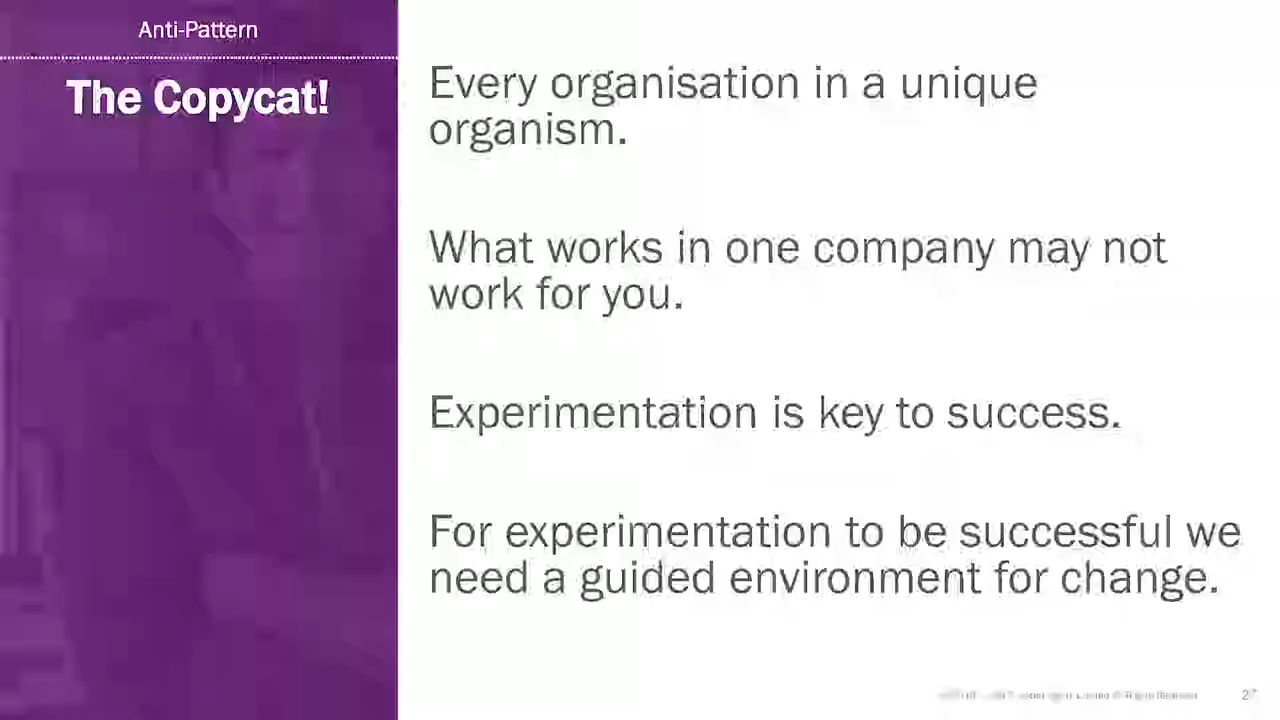 Anti-Pattern
The Copycat!
Every organisation in a unique
organism.
What works in one company may not
work for you.
Experimentation is key to success.
For experimentation to be successful we
need a guided environment for change.